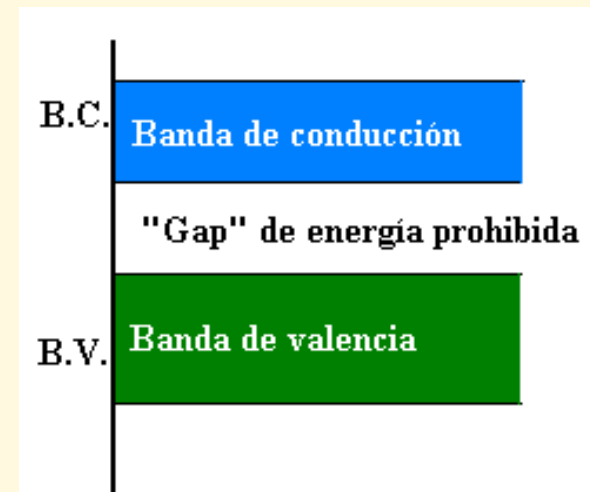 B.C.
Banda de conducción
"Gap" de energía prohibida
B.V.
Banda de valencia